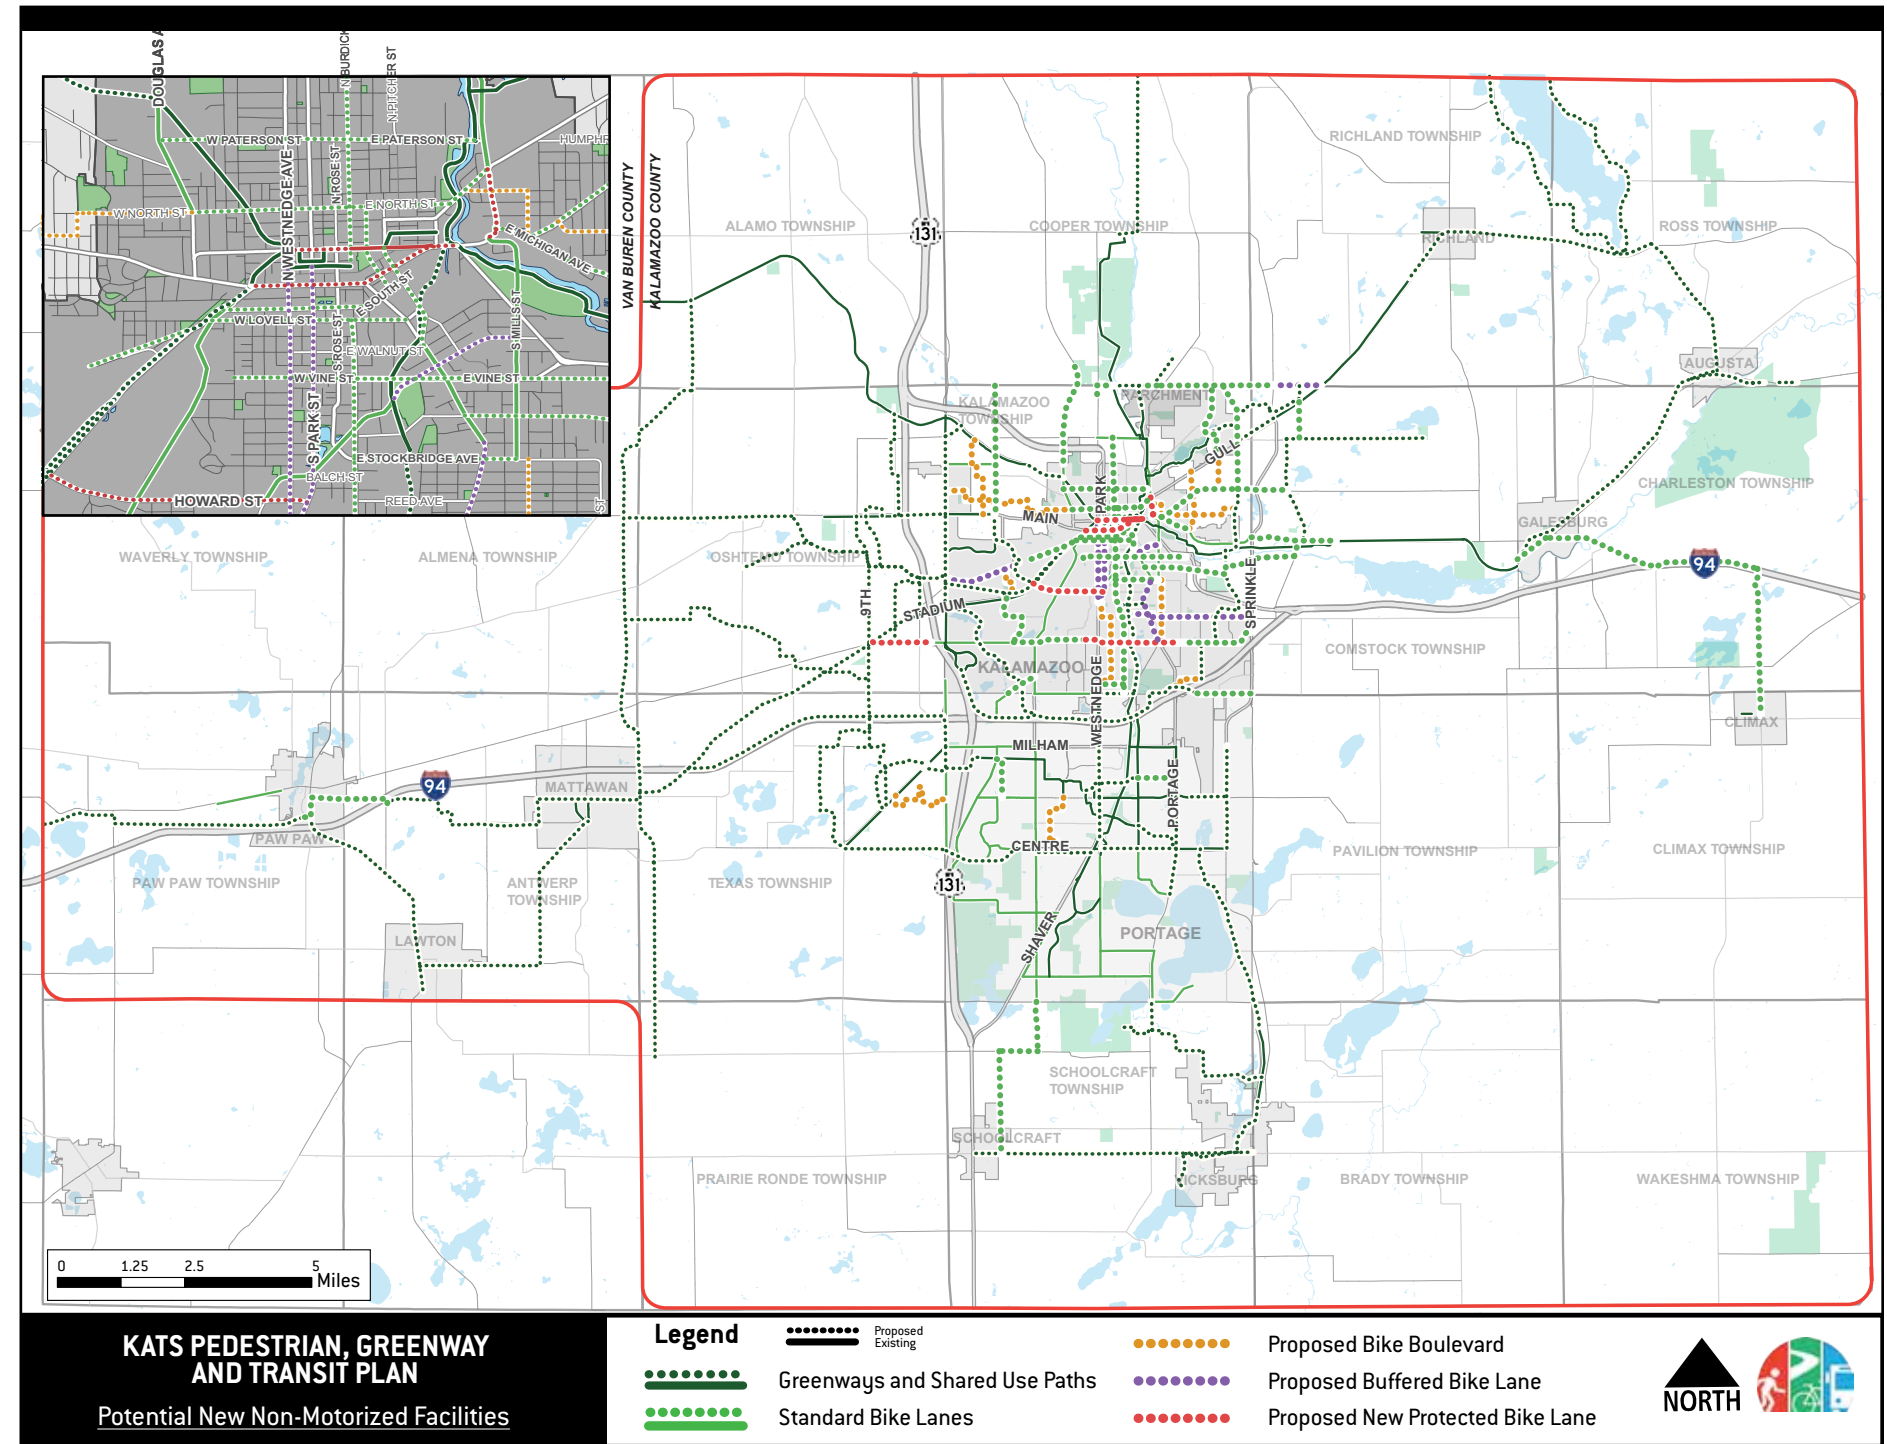 DOUGLAS A
N BURDICK
N PITCHER ST
W PATERSON ST
E PATERSON ST
HUMPHR
N WESTNEDGE AVE
N ROSE ST
W NORTH ST
E NORTH ST
E MICHIGAN AVE
E SOUTH ST
W LOVELL ST
S ROSE ST
S MILLS ST
E WALNUT ST
W VINE ST
E VINE ST
S PARK ST
E STOCKBRIDGE AVE
BALCH ST
HOWARD ST
REED AVE
ST
VAN BUREN COUNTY
KALAMAZOO COUNTY
RICHLAND TOWNSHIP
ALAMO TOWNSHIP
131
COOPER TOWNSHIP
RICHLAND
ROSS TOWNSHIP
AUGUSTA
KALAMAZOO
TOWNSHIP
PARCHMENT
GULL
PARK
CHARLESTON TOWNSHIP
MAIN
GALESBURG
WAVERLY TOWNSHIP
ALMENA TOWNSHIP
OSHTEMO TOWNSHIP
94
9TH
STADIUM
SPRINKLE
COMSTOCK TOWNSHIP
KALAMAZOO
WESTNEDGE
CLIMAX
MILHAM
94
MATTAWAN
PORTAGE
PAW PAW
CENTRE
PAVILION TOWNSHIP
CLIMAX TOWNSHIP
PAW PAW TOWNSHIP
ANTWERP
TOWNSHIP
TEXAS TOWNSHIP
131
LAWTON
SHAVER
PORTAGE
SCHOOLCRAFT
TOWNSHIP
SCHOOLCRAFT
PRAIRIE RONDE TOWNSHIP
VICKSBURG
BRADY TOWNSHIP
WAKESHMA TOWNSHIP
0 1.25 2.5 5
Miles
KATS PEDESTRIAN, GREENWAY
AND TRANSIT PLAN
Potential New Non-Motorized Facilities
Legend
Proposed
Existing
Greenways and Shared Use Paths
Standard Bike Lanes
Proposed Bike Boulevard
Proposed Buffered Bike Lane
Proposed New Protected Bike Lane
NORTH